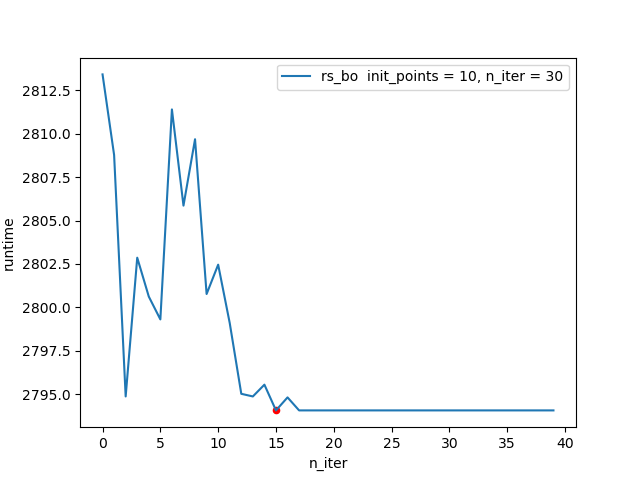 rs_bo  init_points = 10, n_iter = 30
2812.5
2810.0
2807.5
2805.0
2802.5
2800.0
2797.5
2795.0
runtime
0 5 10 15 20 25 30 35 40
n_iter